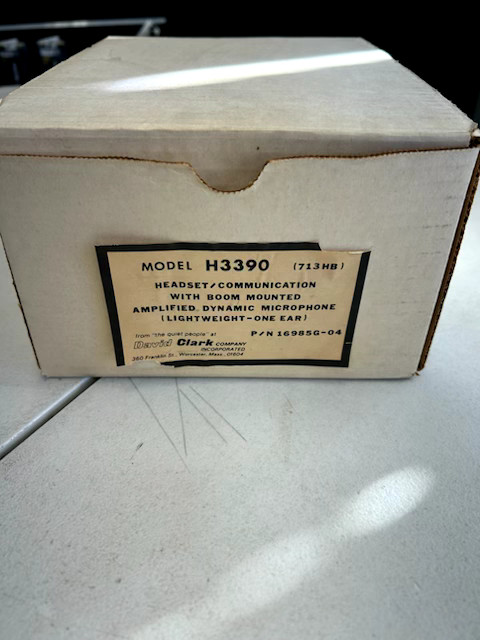 MODEL H3390 (713HB)
HEADSET/COMMUNICATION
WITH BOOM MOUNTED
AMPLIFIED DYNAMIC MICROPHONE
(LIGHTWEIGHT-ONE EAR)
from "the quiet people" at P/N 16985G-04
David Clark COMPANY
INCORPORATED
360 Franklin St., Worcester, Mass. 01604